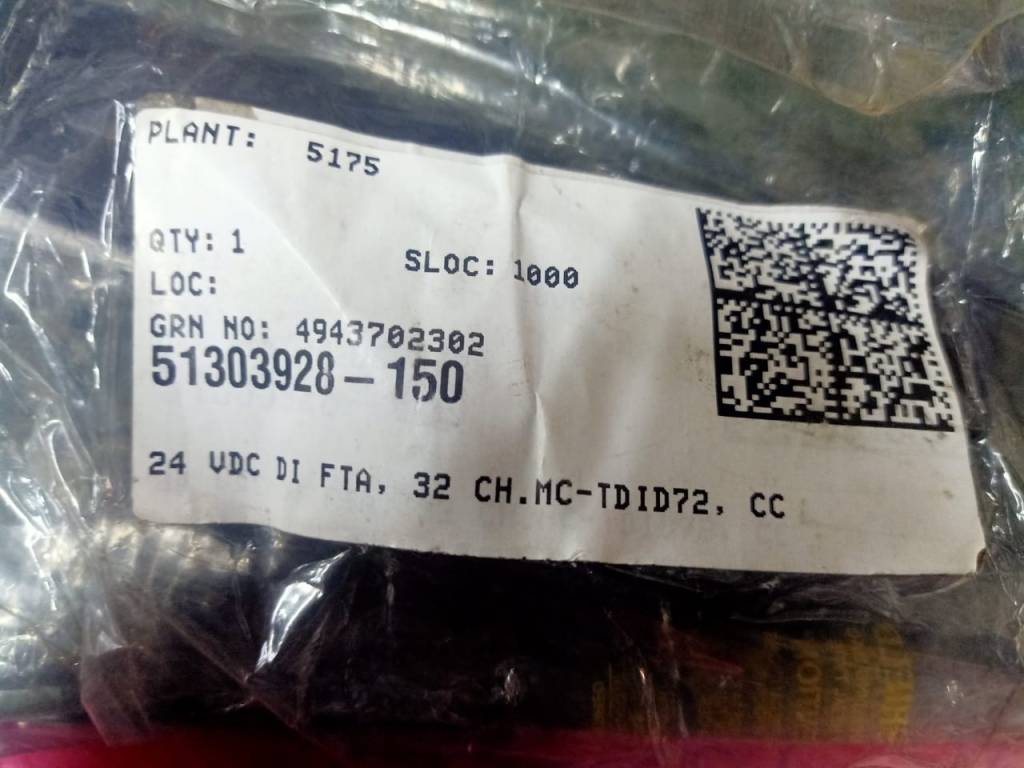 PLANT: 5175
QTY: 1 SLOC: 1000
LOC:
GRN NO: 4943702302
51303928-150
24 VDC DI FTA, 32 CH.MC-TDID72, CC